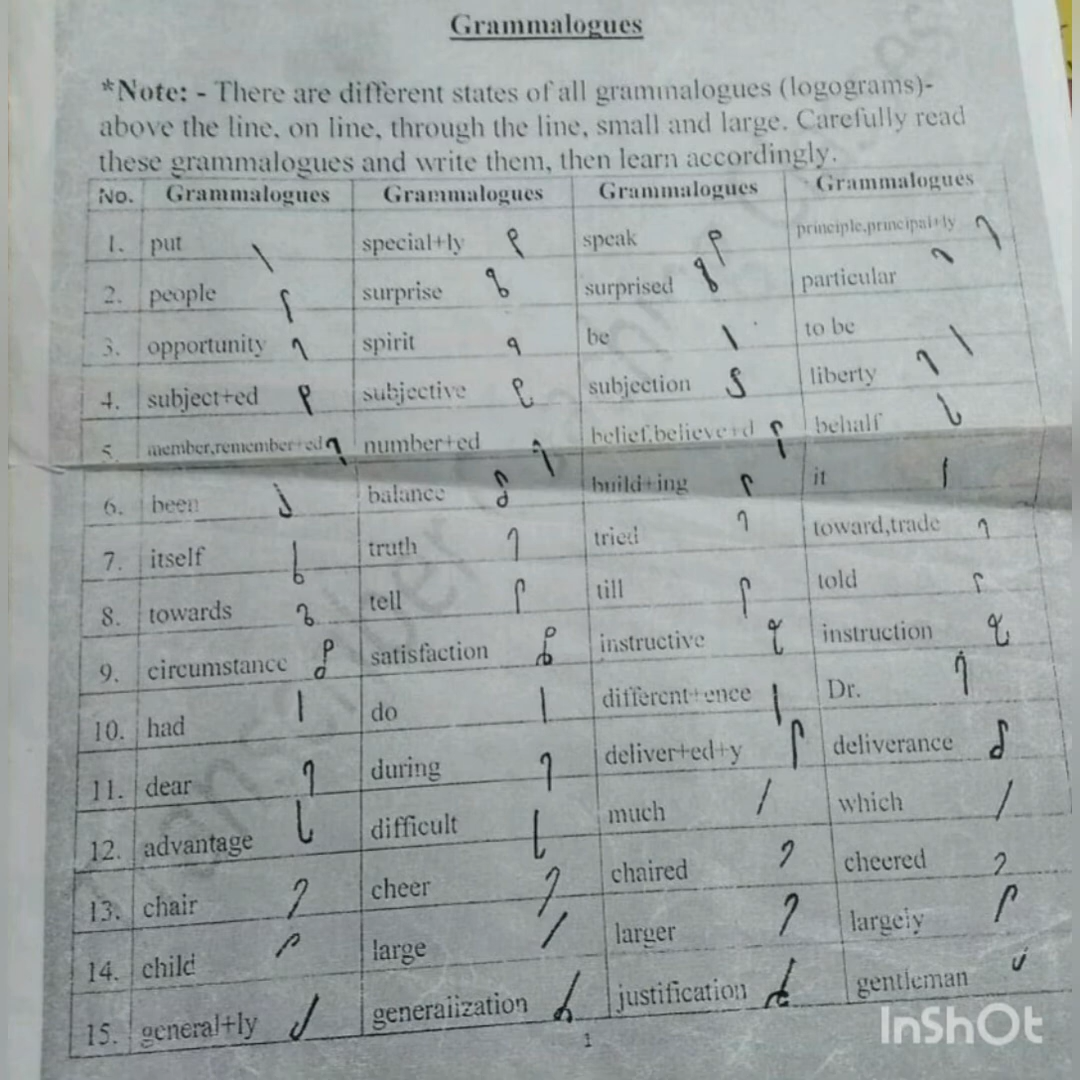 Grammalogues
*Note: - There are different states of all grammalogues (logograms)-
above the line, on line, through the line, small and large. Carefully read
these grammalogues and write them, then learn accordingly.
No. Grammalogues Grammalogues Grammalogues Grammalogues
1. put special+ly speak principle,principal+ly
2. people surprise surprised particular
3. opportunity spirit be to be
4. subject+ed subjective subjection liberty
5. member,remember+ed number+ed belief,believe+d behalf
6. been balance build+ing it
7. itself truth tried toward,trade
8. towards tell till told
9. circumstance satisfaction instructive instruction
10. had do different+ence Dr.
11. dear during deliver+ed+y deliverance
12. advantage difficult much which
13. chair cheer chaired cheered
14. child large larger largely
15. general+ly generalization justification gentleman
1
InShOt